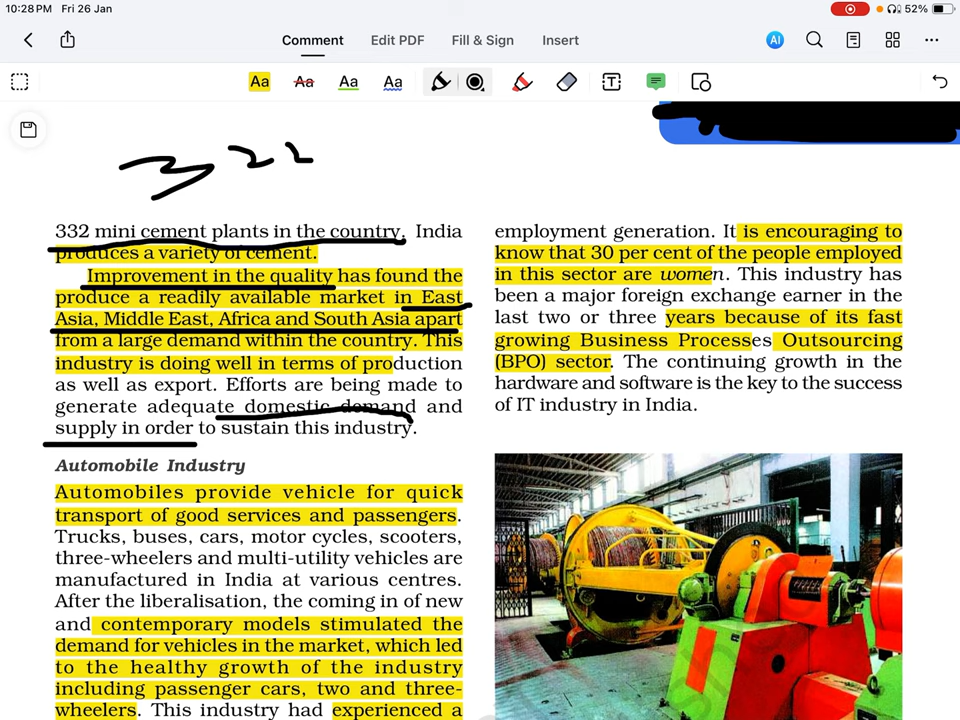 10:28 PM Fri 26 Jan
52%
Comment Edit PDF Fill & Sign Insert
AI
Aa Aa Aa Aa T
322
332 mini cement plants in the country. India
produces a variety of cement.
Improvement in the quality has found the
produce a readily available market in East
Asia, Middle East, Africa and South Asia apart
from a large demand within the country. This
industry is doing well in terms of production
as well as export. Efforts are being made to
generate adequate domestic demand and
supply in order to sustain this industry.
Automobile Industry
Automobiles provide vehicle for quick
transport of good services and passengers.
Trucks, buses, cars, motor cycles, scooters,
three-wheelers and multi-utility vehicles are
manufactured in India at various centres.
After the liberalisation, the coming in of new
and contemporary models stimulated the
demand for vehicles in the market, which led
to the healthy growth of the industry
including passenger cars, two and three-
wheelers. This industry had experienced a
employment generation. It is encouraging to
know that 30 per cent of the people employed
in this sector are women. This industry has
been a major foreign exchange earner in the
last two or three years because of its fast
growing Business Processes Outsourcing
(BPO) sector. The continuing growth in the
hardware and software is the key to the success
of IT industry in India.